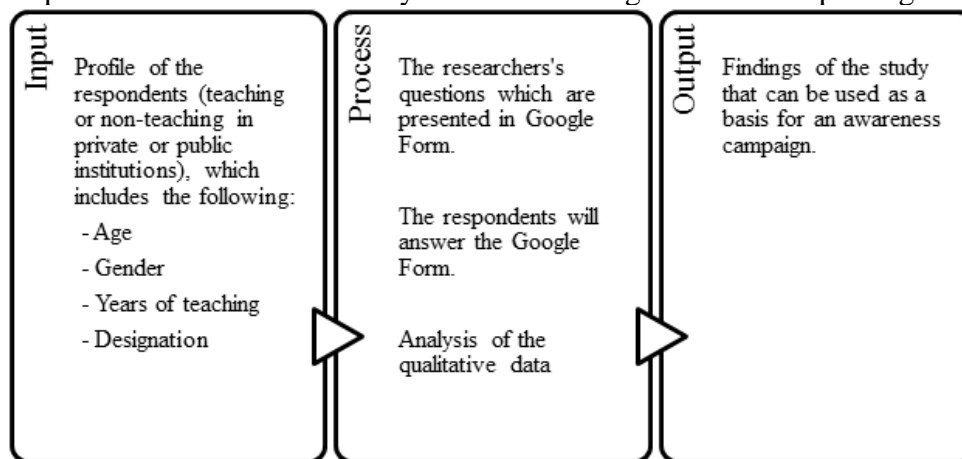 Input
Profile of the
respondents (teaching
or non-teaching in
private or public
institutions), which
includes the following:
- Age
- Gender
- Years of teaching
- Designation
Process
The researchers's
questions which are
presented in Google
Form.
The respondents will
answer the Google
Form.
Analysis of the
qualitative data
Output
Findings of the study
that can be used as a
basis for an awareness
campaign.